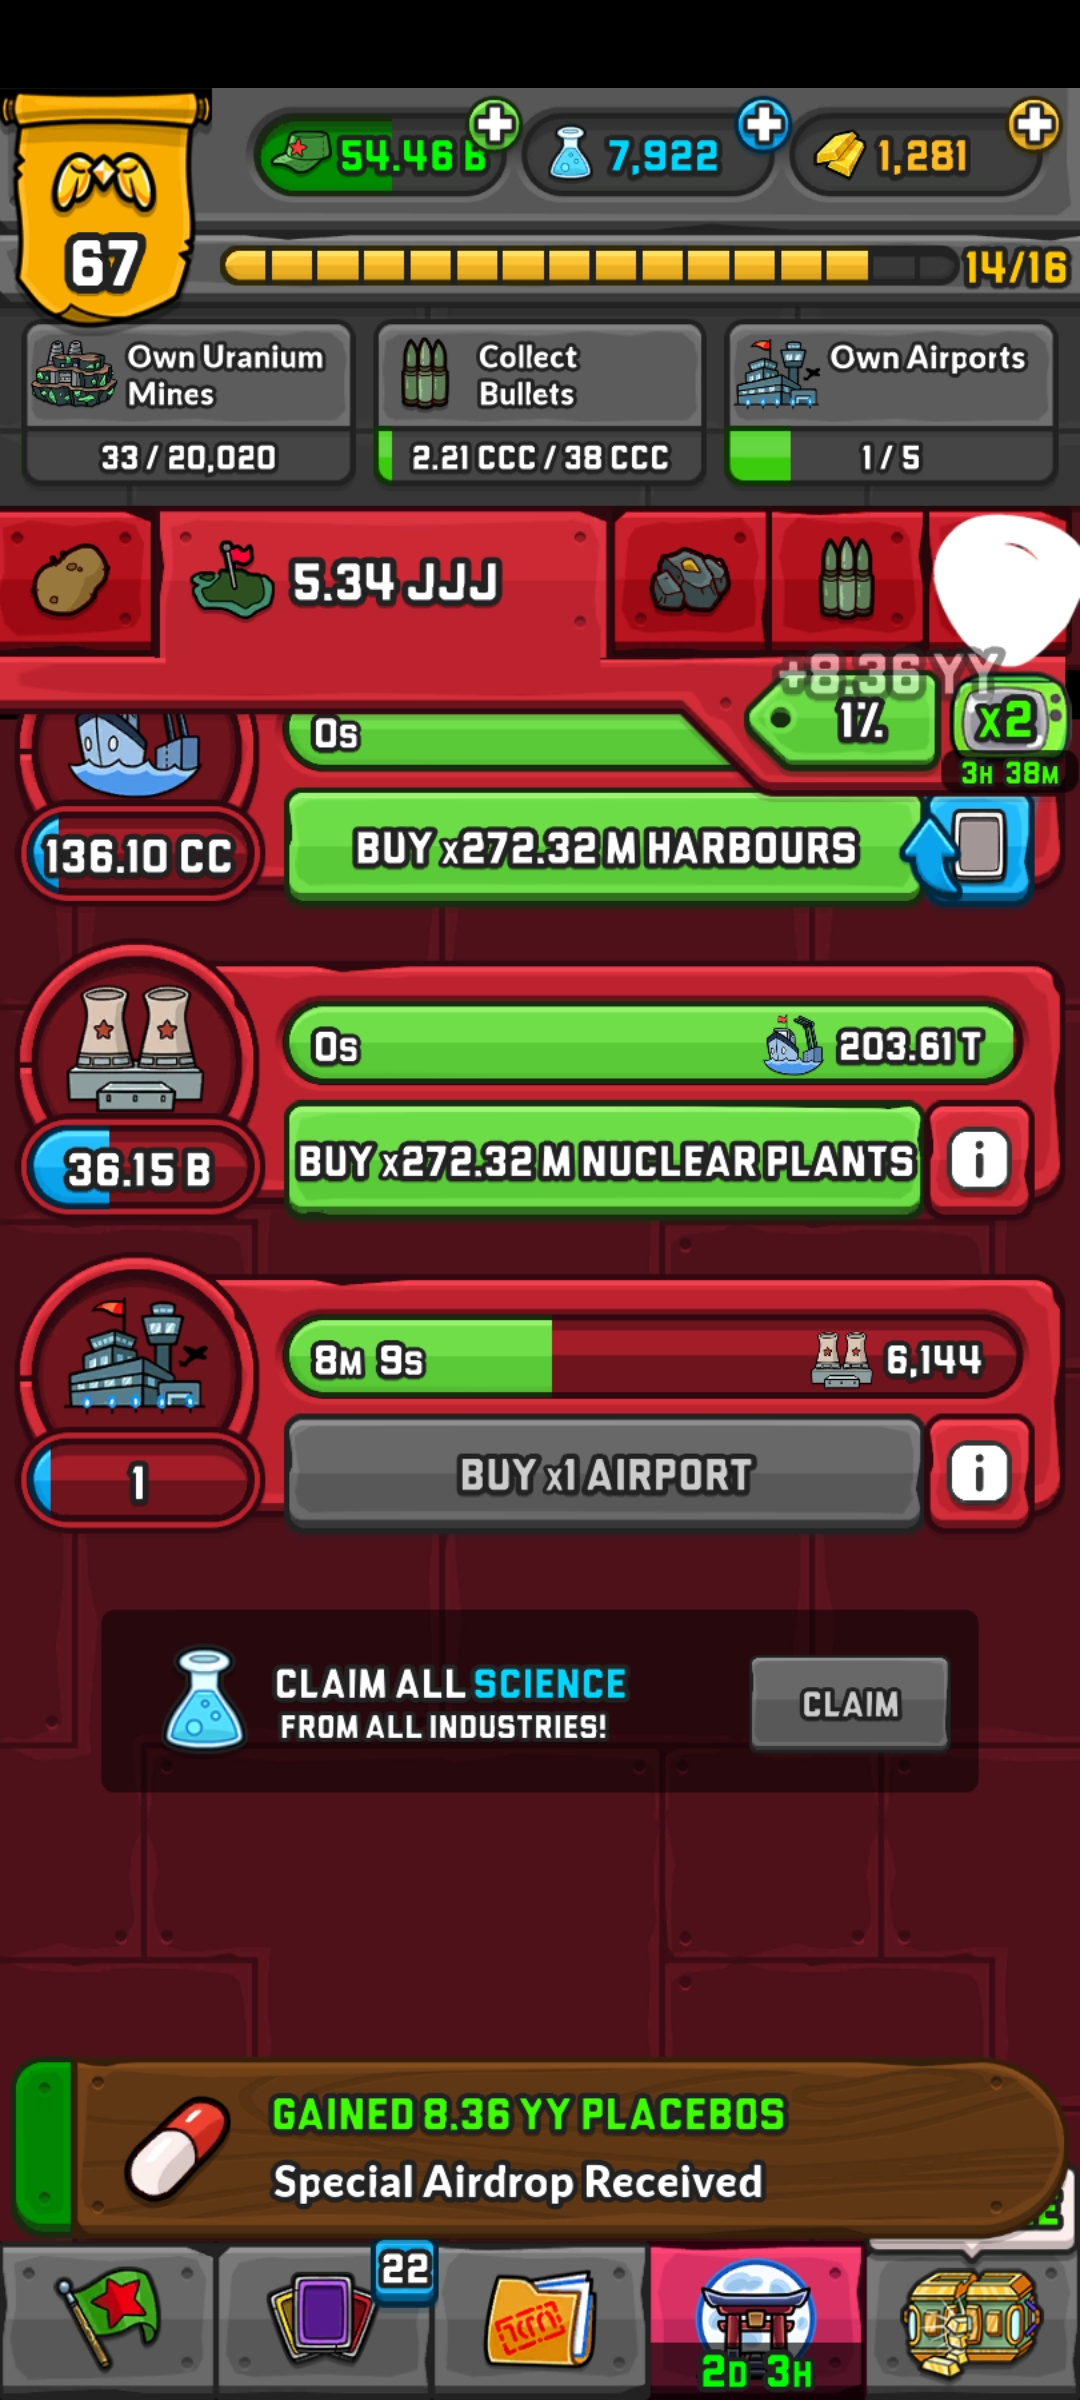 54.46 B
7,922
1,281
67
14/16
Own Uranium
Mines
33 / 20,020
Collect
Bullets
2.21 CCC / 38 CCC
Own Airports
1 / 5
5.34 JJJ
+8.36 YY
1%
x2
3H 38M
0s
136.10 CC
BUY x272.32 M HARBOURS
0s
203.61 T
36.15 B
BUY x272.32 M NUCLEAR PLANTS
i
8M 9s
6,144
1
BUY x1 AIRPORT
i
CLAIM ALL SCIENCE
FROM ALL INDUSTRIES!
CLAIM
GAINED 8.36 YY PLACEBOS
Special Airdrop Received
22
2D 3H